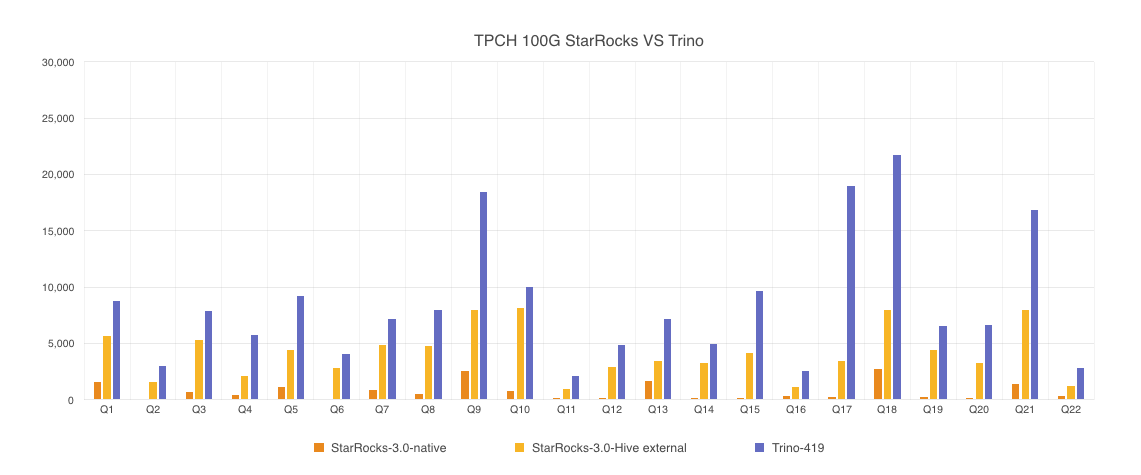 TPCH 100G StarRocks VS Trino
30,000
25,000
20,000
15,000
10,000
5,000
0
Q1 Q2 Q3 Q4 Q5 Q6 Q7 Q8 Q9 Q10 Q11 Q12 Q13 Q14 Q15 Q16 Q17 Q18 Q19 Q20 Q21 Q22
StarRocks-3.0-native StarRocks-3.0-Hive external Trino-419